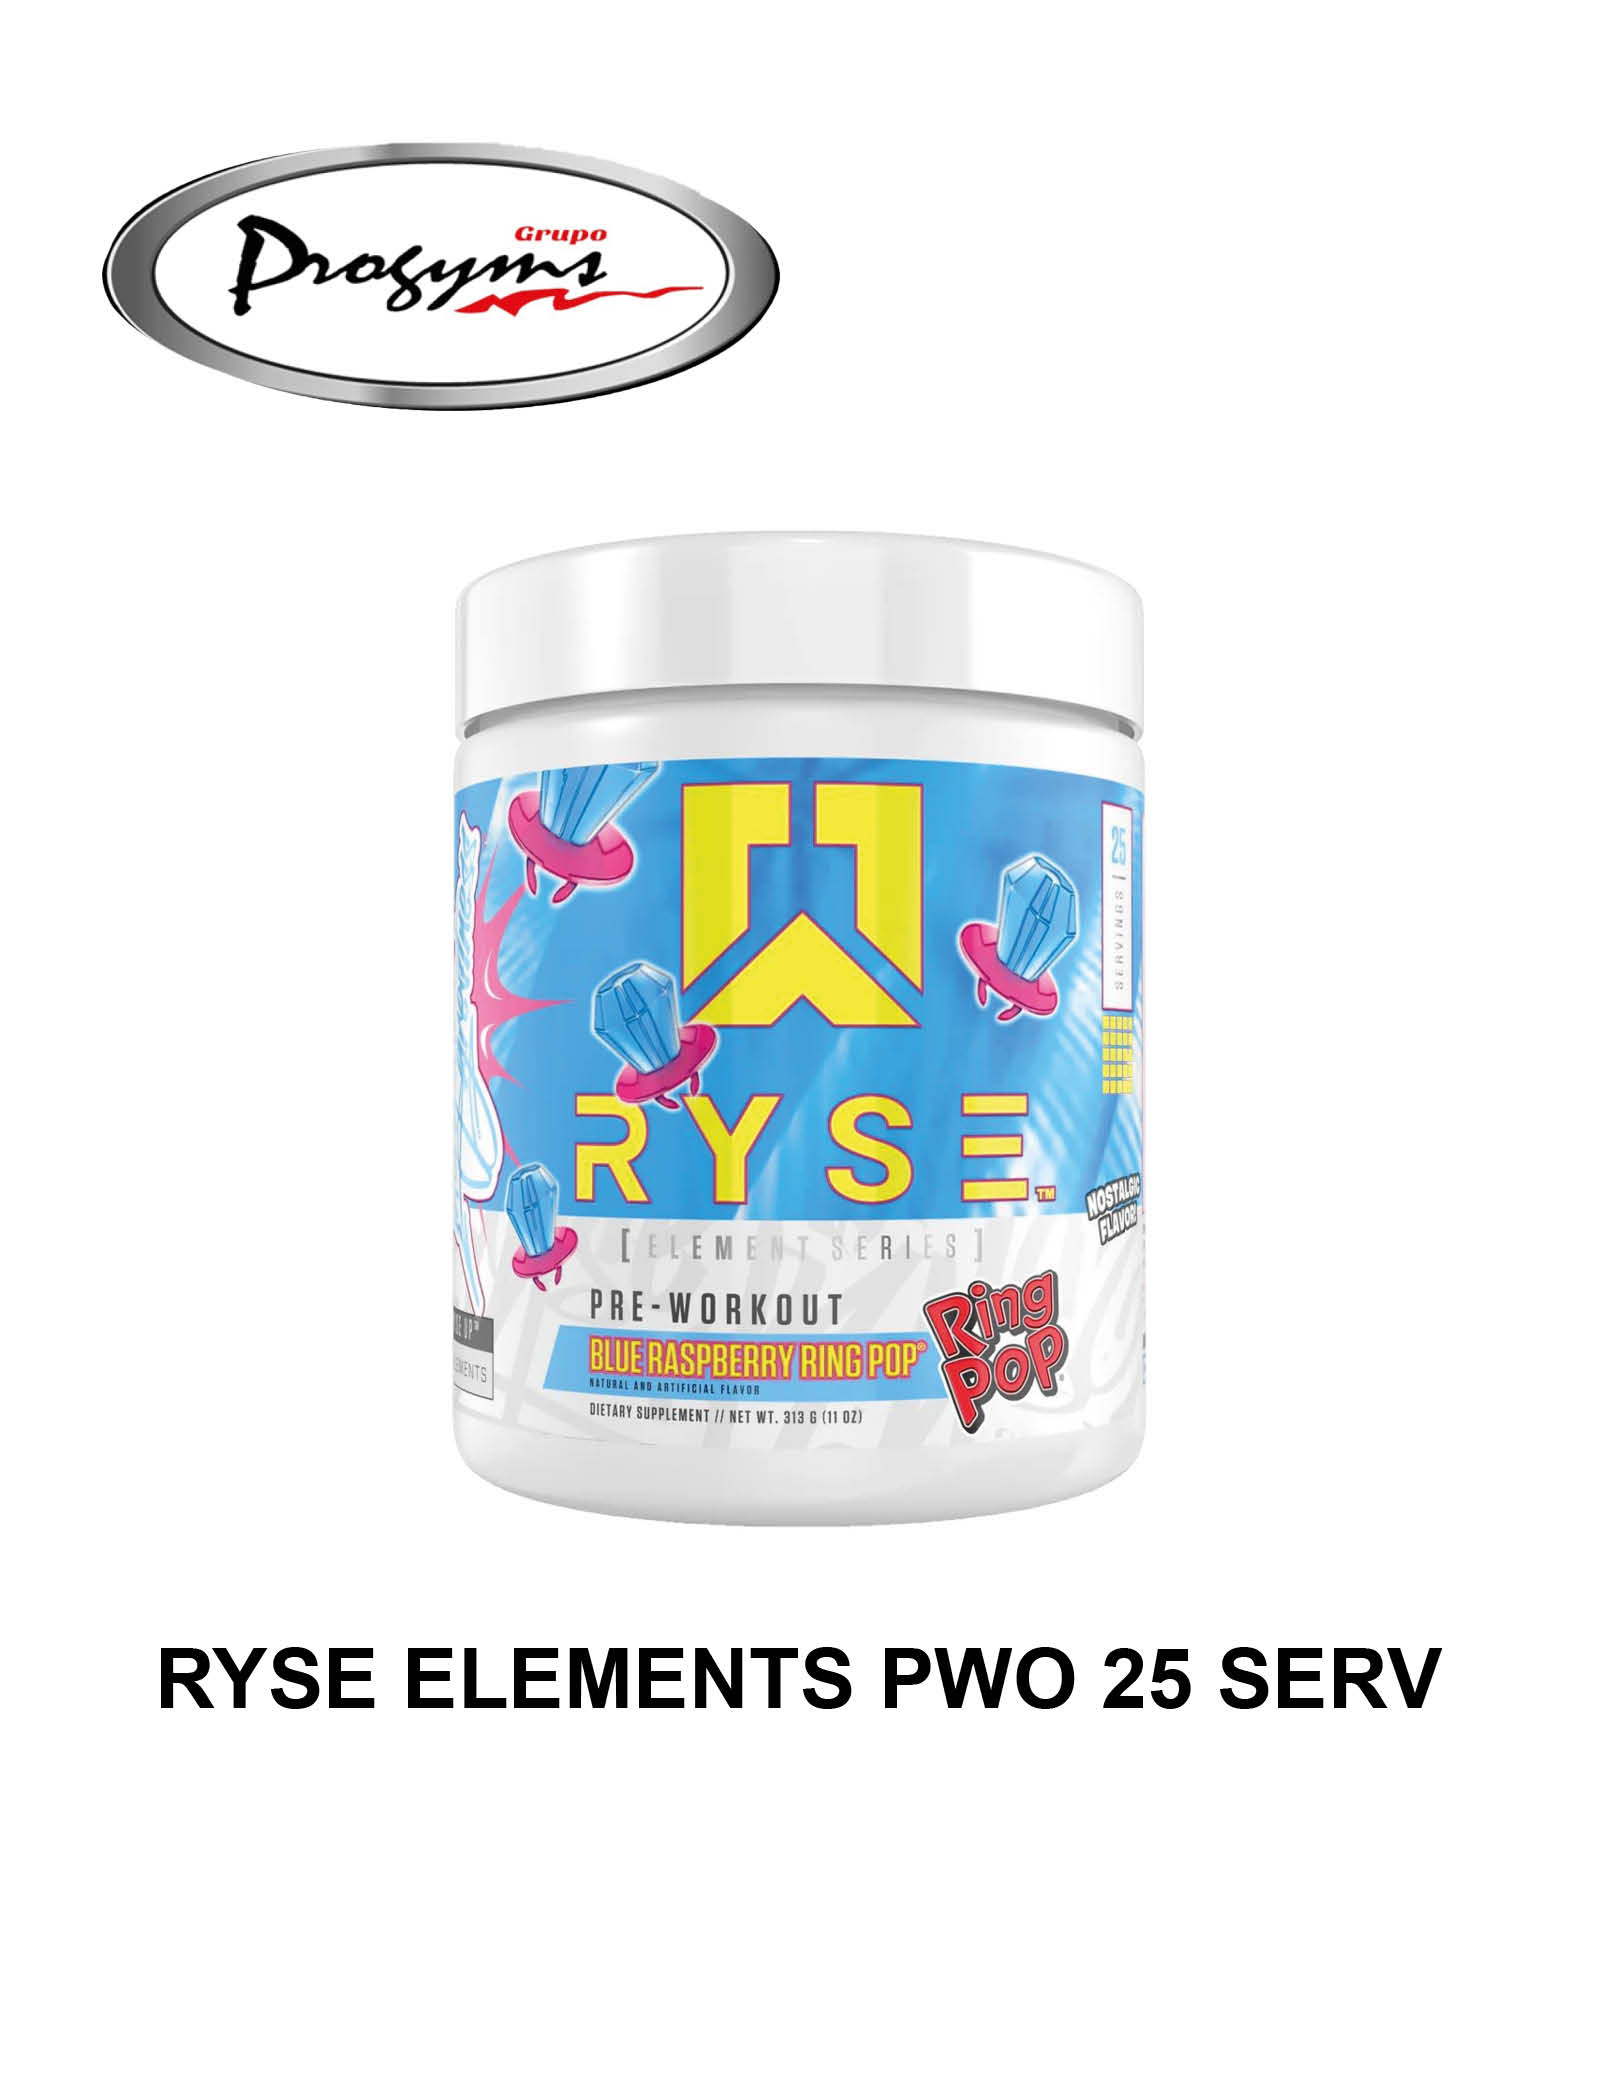 Grupo
Progyms
25
SERVINGS
RYSE™
NOSTALGIC
FLAVOR!
[ELEMENT SERIES]
PRE-WORKOUT
Ring
POP®
BLUE RASPBERRY RING POP®
NATURAL AND ARTIFICIAL FLAVOR
DIETARY SUPPLEMENT // NET WT. 313 G (11 OZ)
RYSE ELEMENTS PWO 25 SERV